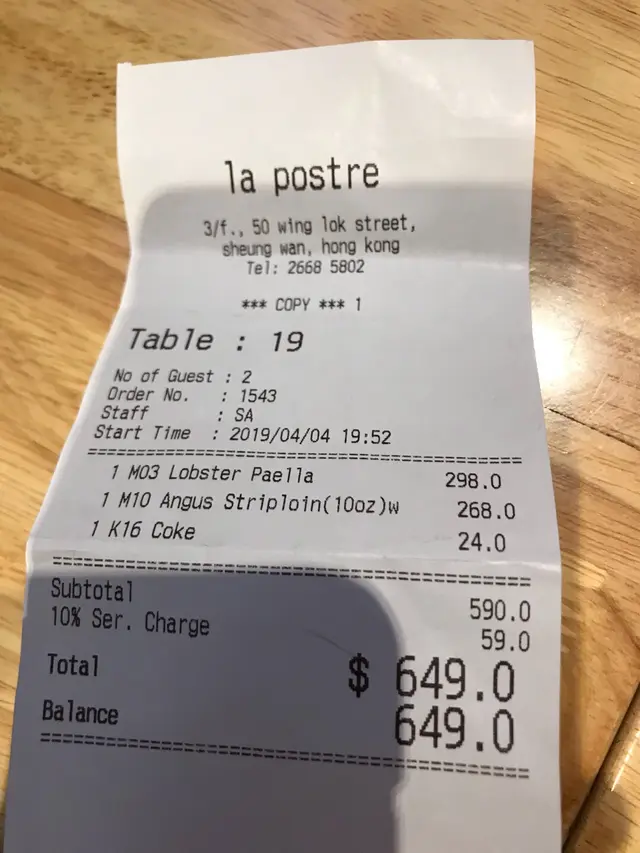 la postre
3/f., 50 wing lok street,
sheung wan, hong kong
Tel: 2668 5802
*** COPY *** 1
Table : 19
No of Guest : 2
Order No. : 1543
Staff : SA
Start Time : 2019/04/04 19:52
1 M03 Lobster Paella 298.0
1 M10 Angus Striploin(10oz)w 268.0
1 K16 Coke 24.0
Subtotal 590.0
10% Ser. Charge 59.0
Total $ 649.0
Balance 649.0